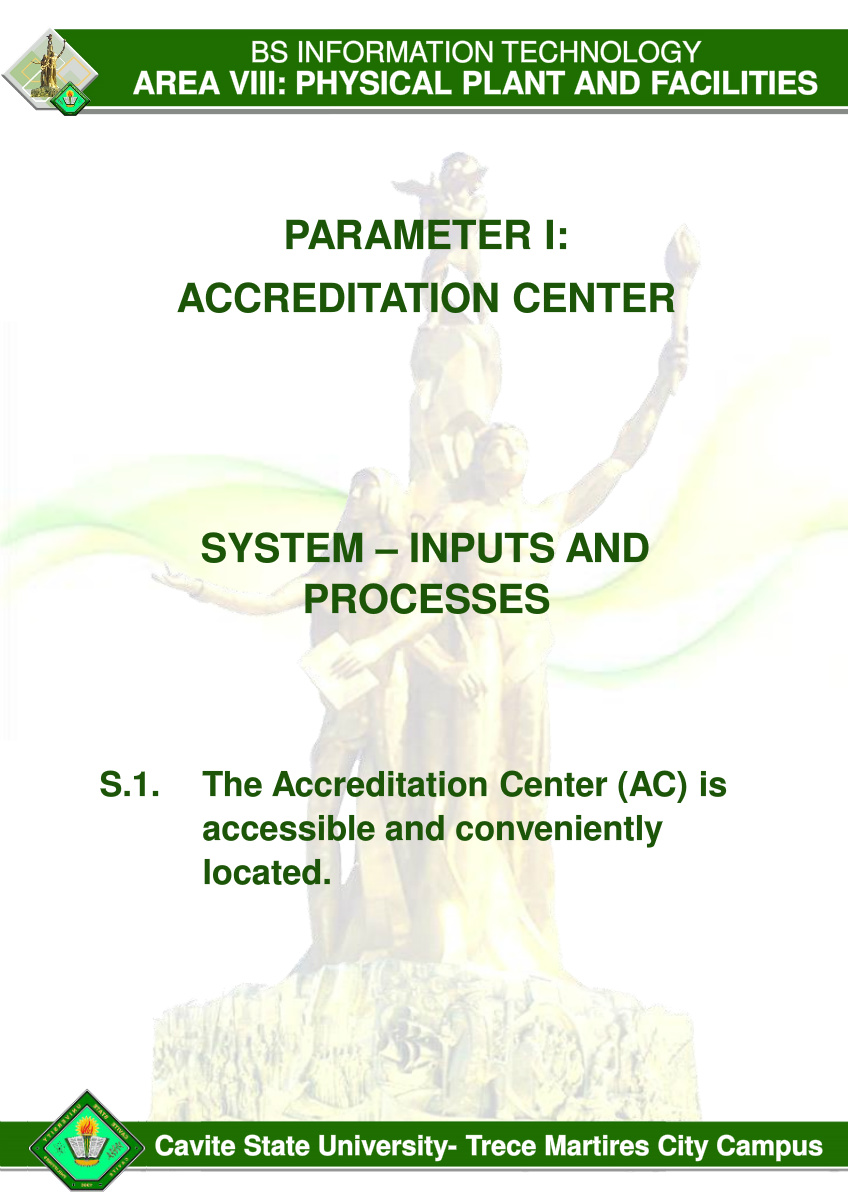 BS INFORMATION TECHNOLOGY
AREA VIII: PHYSICAL PLANT AND FACILITIES
PARAMETER I:
ACCREDITATION CENTER
SYSTEM – INPUTS AND
PROCESSES
S.1. The Accreditation Center (AC) is
accessible and conveniently
located.
Cavite State University- Trece Martires City Campus